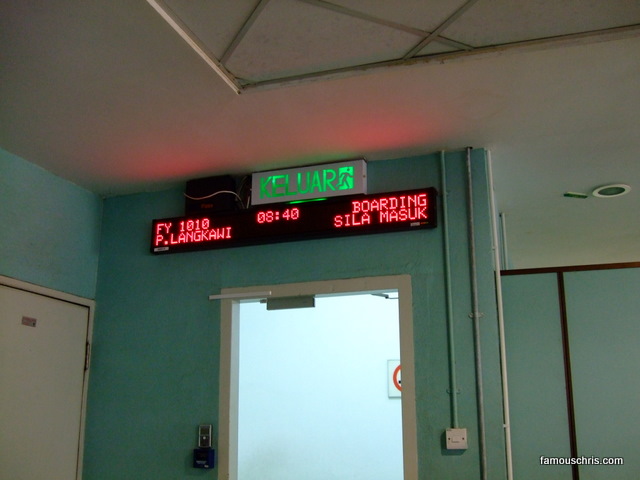 KELUAR
FY 1010 08:40 BOARDING
P.LANGKAWI SILA MASUK
famouschris.com